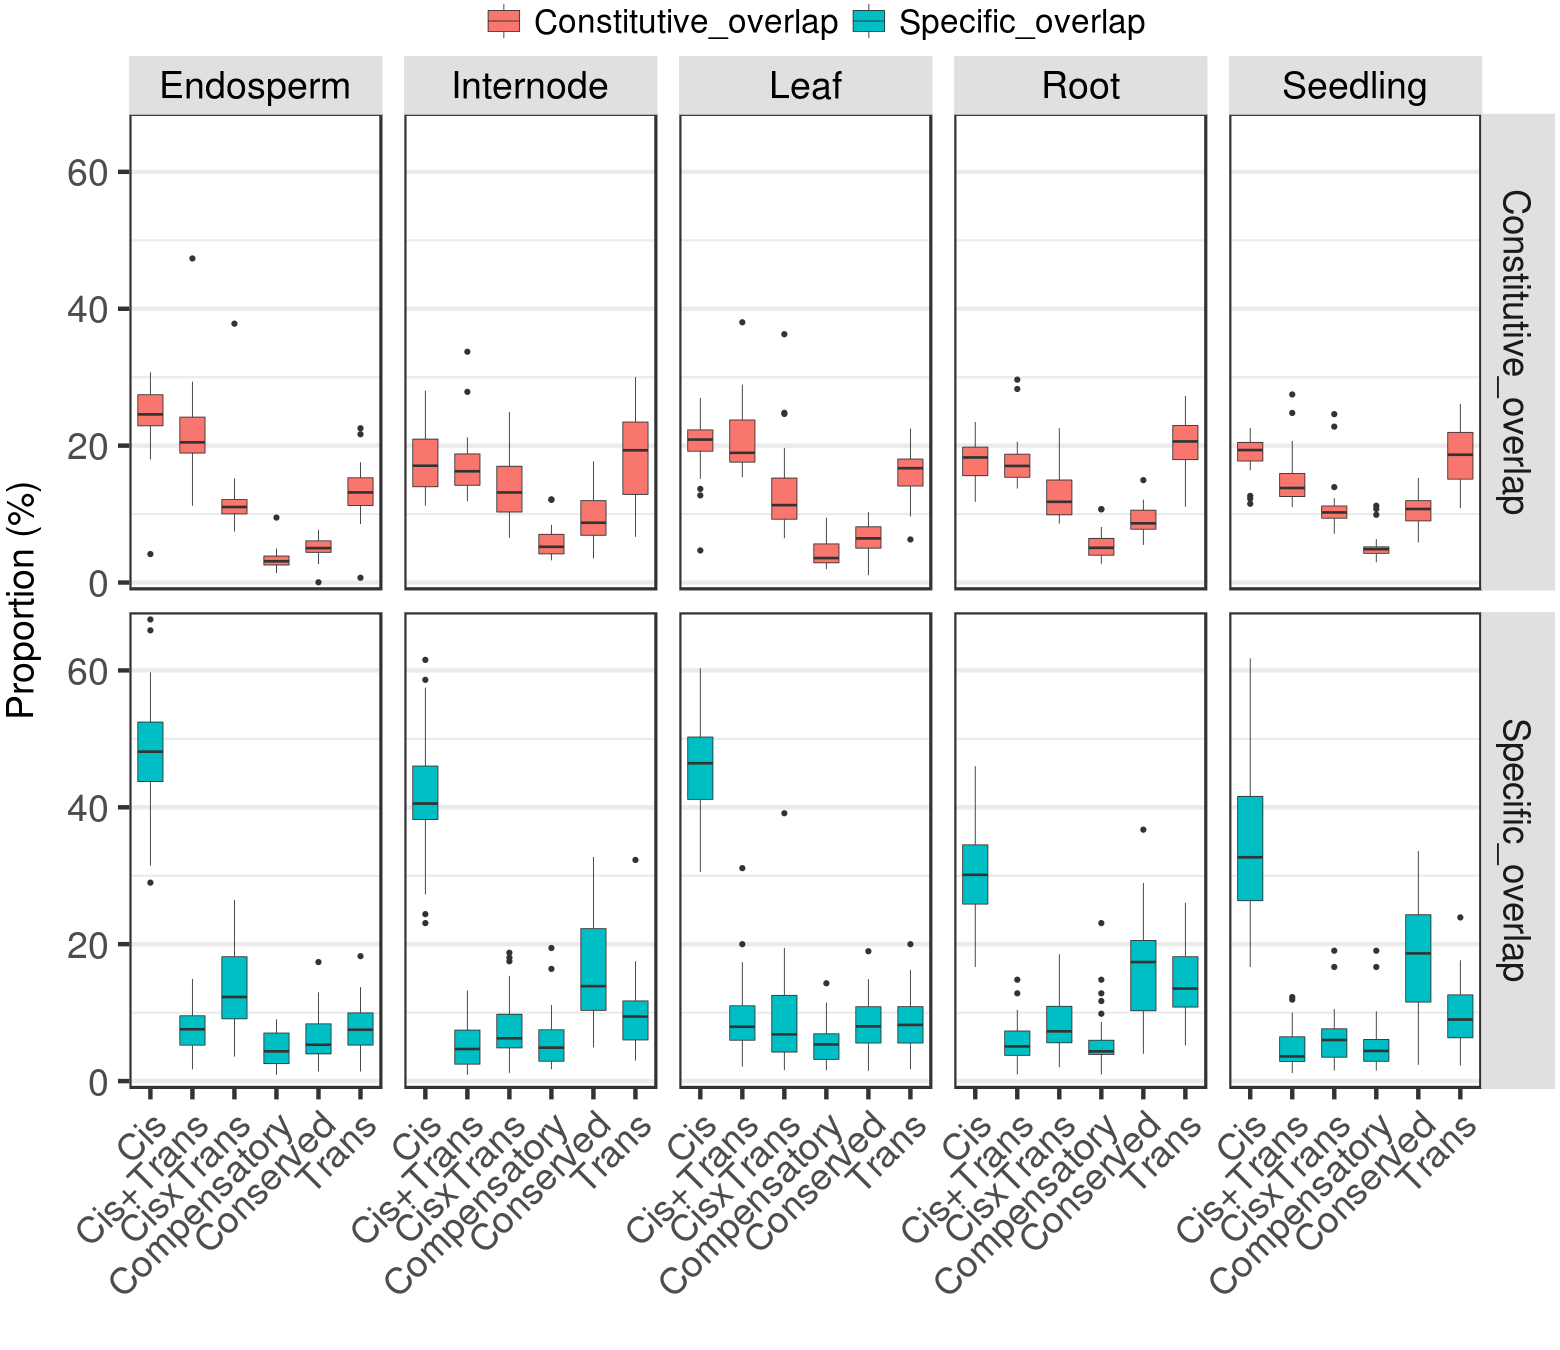 Constitutive_overlap Specific_overlap
Endosperm Internode Leaf Root Seedling
60
40
20
0
Constitutive_overlap
Proportion (%)
60
40
20
0
Specific_overlap
Cis Cis+Trans CisxTrans Compensatory Conserved Trans
Cis Cis+Trans CisxTrans Compensatory Conserved Trans
Cis Cis+Trans CisxTrans Compensatory Conserved Trans
Cis Cis+Trans CisxTrans Compensatory Conserved Trans
Cis Cis+Trans CisxTrans Compensatory Conserved Trans